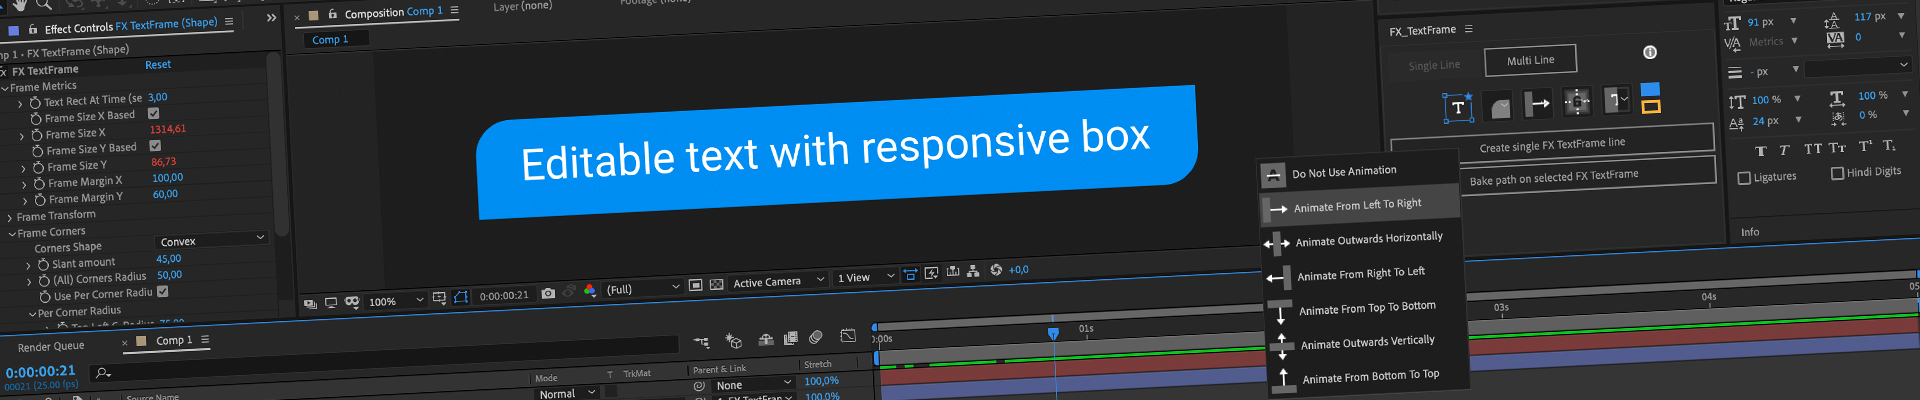 Effect Controls FX TextFrame (Shape)
mp 1 • FX TextFrame (Shape)
fx FX TextFrame
Reset
Frame Metrics
Text Rect At Time (se
3,00
Frame Size X Based
Frame Size X
1314,61
Frame Size Y Based
Frame Size Y
86,73
Frame Margin X
100,00
Frame Margin Y
60,00
Frame Transform
Frame Corners
Corners Shape
Convex
Slant amount
45,00
(All) Corners Radius
50,00
Use Per Corner Radiu
Per Corner Radius
75,00
Composition Comp 1
Layer (none)
Footage (none)
Comp 1
Editable text with responsive box
100%
0:00:00:21
(Full)
Active Camera
1 View
+0,0
FX_TextFrame
Single Line
Multi Line
T
Create single FX TextFrame line
Bake path on selected FX TextFrame
Do Not Use Animation
Animate From Left To Right
Animate Outwards Horizontally
Animate From Right To Left
Animate From Top To Bottom
Animate Outwards Vertically
Animate From Bottom To Top
91 px
117 px
Metrics
0
- px
100 %
100 %
24 px
0 %
T T TT Tr T¹ T₁
Ligatures
Hindi Digits
Info
Render Queue
Comp 1
0:00:00:21
00021 (25.00 fps)
Source Name
Mode
T TrkMat
Parent & Link
Stretch
Normal
None
100,0%
100,0%
0:00s
01s
03s
04s
05